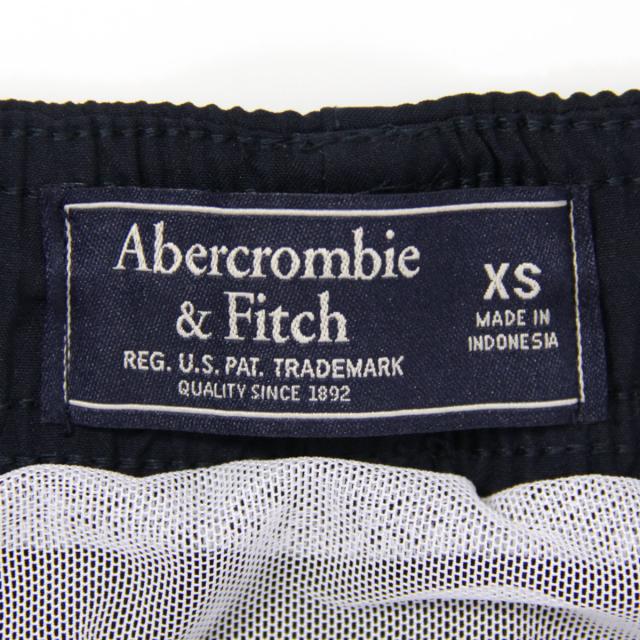 Abercrombie
& Fitch
REG. U.S. PAT. TRADEMARK
QUALITY SINCE 1892
XS
MADE IN
INDONESIA